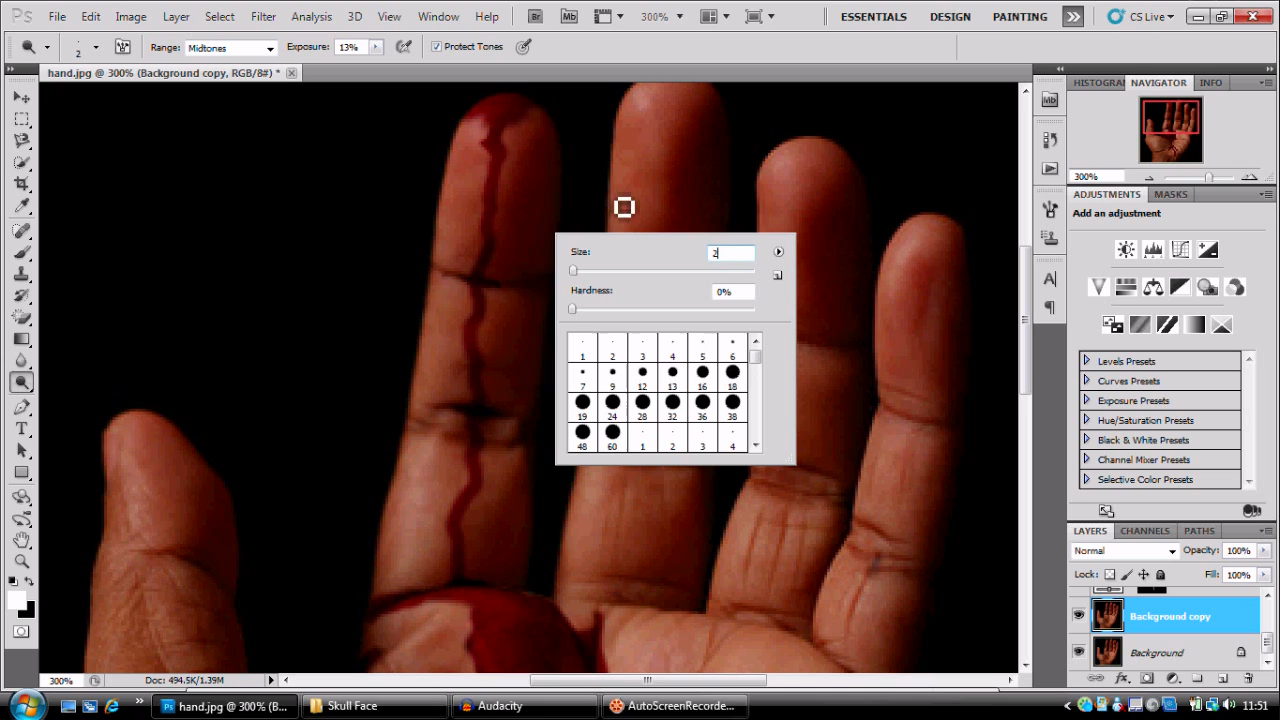 Ps File Edit Image Layer Select Filter Analysis 3D View Window Help Br Mb 300% ESSENTIALS DESIGN PAINTING CS Live
2 Range: Midtones Exposure: 13% Protect Tones
hand.jpg @ 300% (Background copy, RGB/8#) *
HISTOGRA NAVIGATOR INFO
Mb
300%
ADJUSTMENTS MASKS
Add an adjustment
Size: 2
Hardness: 0%
1 2 3 4 5 6
7 9 12 13 16 18
19 24 28 32 36 38
48 60 1 2 3 4
Levels Presets
Curves Presets
Exposure Presets
Hue/Saturation Presets
Black & White Presets
Channel Mixer Presets
Selective Color Presets
LAYERS CHANNELS PATHS
Normal Opacity: 100%
Lock: Fill: 100%
Background copy
Background
300% Doc: 494.5K/1.39M
hand.jpg @ 300% (B... Skull Face Audacity AutoScreenRecorde... 11:51